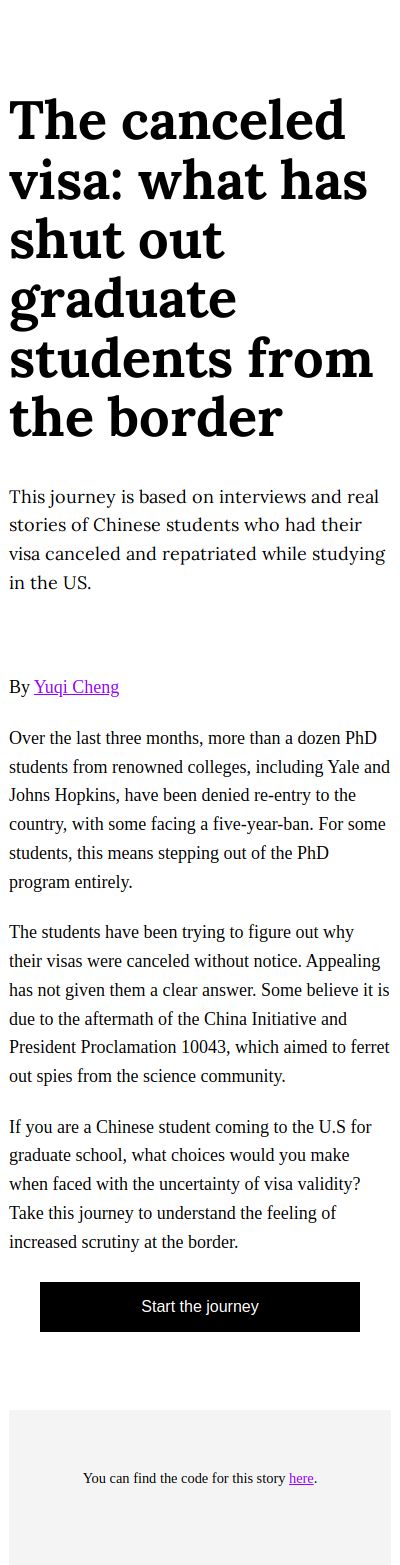 The canceled
visa: what has
shut out
graduate
students from
the border
This journey is based on interviews and real
stories of Chinese students who had their
visa canceled and repatriated while studying
in the US.
By Yuqi Cheng
Over the last three months, more than a dozen PhD
students from renowned colleges, including Yale and
Johns Hopkins, have been denied re-entry to the
country, with some facing a five-year-ban. For some
students, this means stepping out of the PhD
program entirely.
The students have been trying to figure out why
their visas were canceled without notice. Appealing
has not given them a clear answer. Some believe it is
due to the aftermath of the China Initiative and
President Proclamation 10043, which aimed to ferret
out spies from the science community.
If you are a Chinese student coming to the U.S for
graduate school, what choices would you make
when faced with the uncertainty of visa validity?
Take this journey to understand the feeling of
increased scrutiny at the border.
Start the journey
You can find the code for this story here.